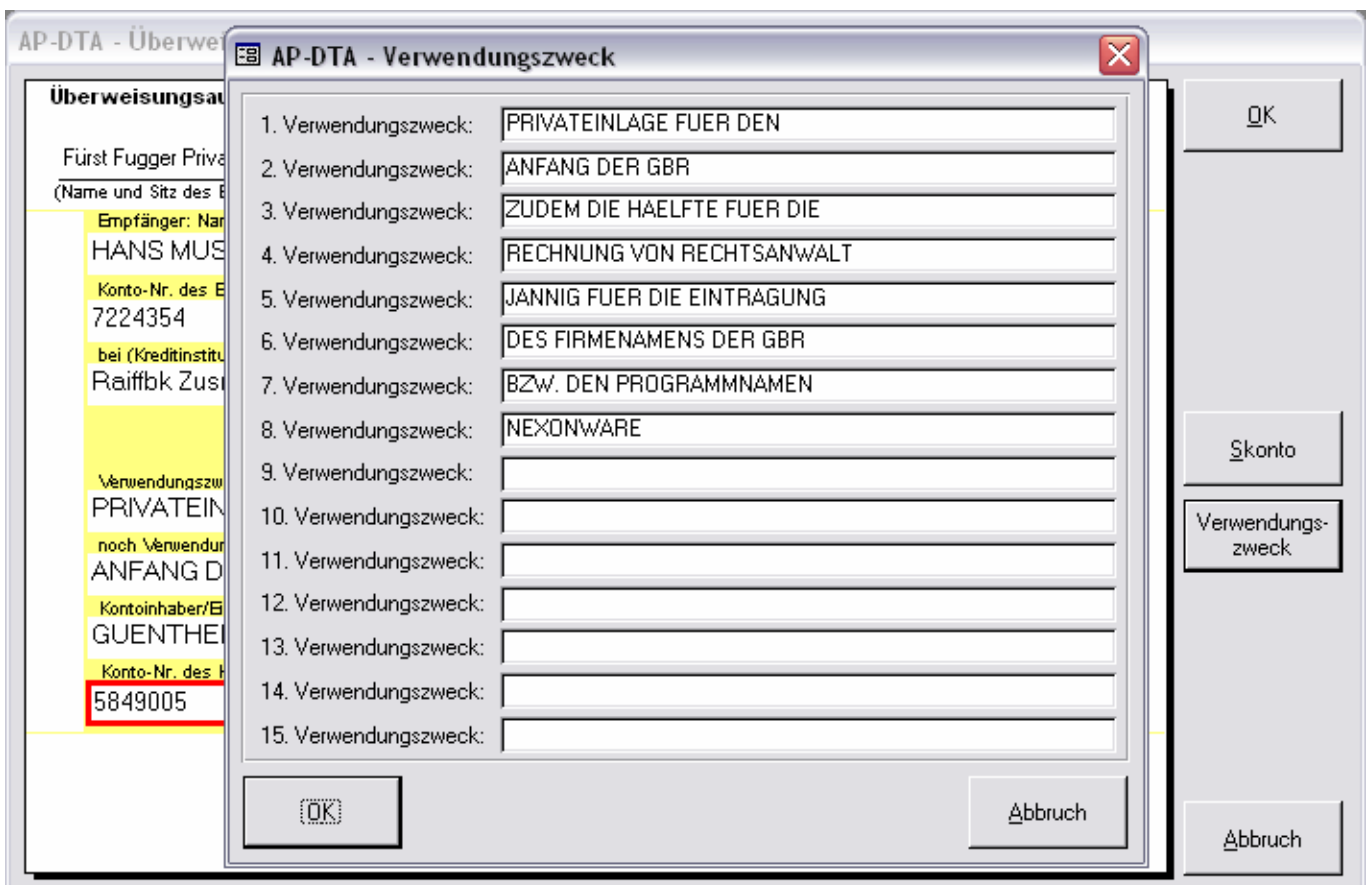 AP-DTA - Überwei
AP-DTA - Verwendungszweck
Überweisungsau
Fürst Fugger Priva
(Name und Sitz des B
Empfänger: Nar
HANS MUS
Konto-Nr. des E
7224354
bei (Kreditinstitu
Raiffbk Zusr
Verwendungszw
PRIVATEIN
noch Verwendur
ANFANG D
Kontoinhaber/Ei
GUENTHEI
Konto-Nr. des K
5849005
1. Verwendungszweck: PRIVATEINLAGE FUER DEN
2. Verwendungszweck: ANFANG DER GBR
3. Verwendungszweck: ZUDEM DIE HAELFTE FUER DIE
4. Verwendungszweck: RECHNUNG VON RECHTSANWALT
5. Verwendungszweck: JANNIG FUER DIE EINTRAGUNG
6. Verwendungszweck: DES FIRMENAMENS DER GBR
7. Verwendungszweck: BZW. DEN PROGRAMMNAMEN
8. Verwendungszweck: NEXONWARE
9. Verwendungszweck:
10. Verwendungszweck:
11. Verwendungszweck:
12. Verwendungszweck:
13. Verwendungszweck:
14. Verwendungszweck:
15. Verwendungszweck:
OK
Abbruch
OK
Skonto
Verwendungs-
zweck
Abbruch